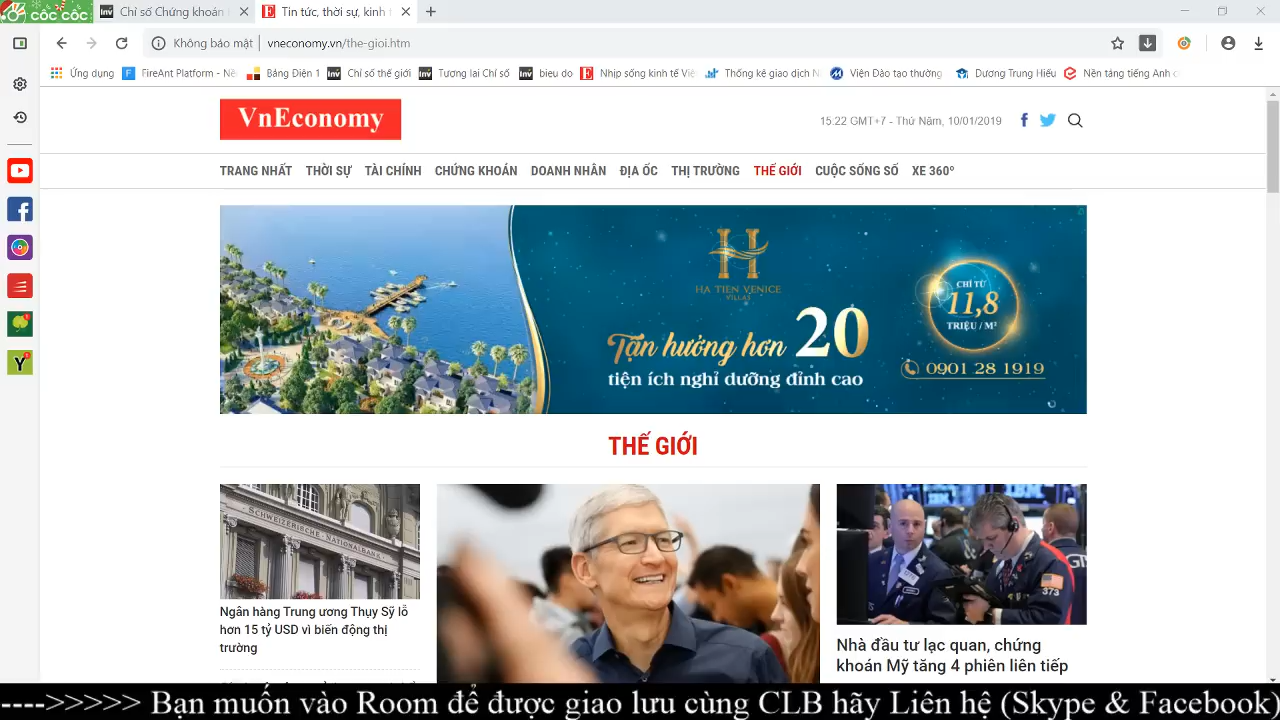 cốc cốc
Inv Chỉ số Chứng khoán
E Tin tức, thời sự, kinh t
Không bảo mật | vneconomy.vn/the-gioi.htm
Ứng dụng
F FireAnt Platform - Nề
Bảng Điện 1
Inv Chỉ số thế giới
Inv Tương lai Chỉ số
Inv bieu do
E Nhịp sống kinh tế Việ
Thống kê giao dịch N
Viện Đào tạo thường
Dương Trung Hiếu
Nền tảng tiếng Anh c
VnEconomy
15:22 GMT+7 - Thứ Năm, 10/01/2019
TRANG NHẤT THỜI SỰ TÀI CHÍNH CHỨNG KHOÁN DOANH NHÂN ĐỊA ỐC THỊ TRƯỜNG THẾ GIỚI CUỘC SỐNG SỐ XE 360º
H
HA TIEN VENICE
VILLAS
Tận hưởng hơn 20
tiện ích nghỉ dưỡng đỉnh cao
CHỈ TỪ
11,8
TRIỆU / M²
0901 28 1919
THẾ GIỚI
SCHWEIZERISCHE NATIONALBANK
IBM
373
Ngân hàng Trung ương Thụy Sỹ lỗ
hơn 15 tỷ USD vì biến động thị
trường
Nhà đầu tư lạc quan, chứng
khoán Mỹ tăng 4 phiên liên tiếp
---->>>>> Bạn muốn vào Room để được giao lưu cùng CLB hãy Liên hệ (Skype & Facebook)